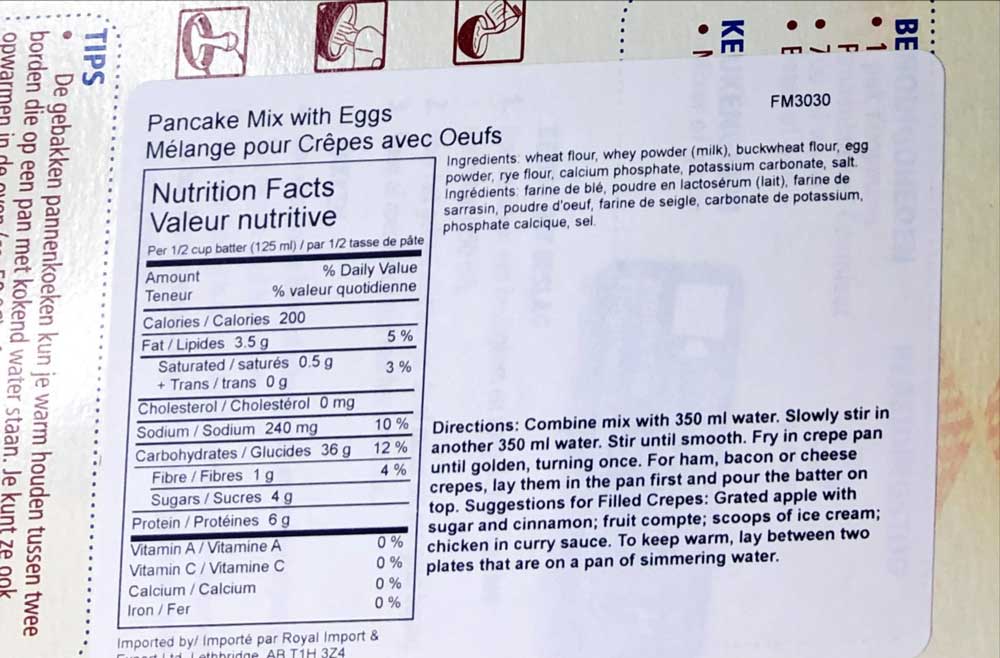 Pancake Mix with Eggs
Mélange pour Crêpes avec Oeufs
FM3030
Nutrition Facts
Valeur nutritive
Per 1/2 cup batter (125 ml) / par 1/2 tasse de pâte
Amount % Daily Value
Teneur % valeur quotidienne
Calories / Calories 200
Fat / Lipides 3.5 g 5 %
Saturated / saturés 0.5 g 3 %
+ Trans / trans 0 g
Cholesterol / Cholestérol 0 mg
Sodium / Sodium 240 mg 10 %
Carbohydrates / Glucides 36 g 12 %
Fibre / Fibres 1 g 4 %
Sugars / Sucres 4 g
Protein / Protéines 6 g
Vitamin A / Vitamine A 0 %
Vitamin C / Vitamine C 0 %
Calcium / Calcium 0 %
Iron / Fer 0 %
Imported by/ Importé par Royal Import &
Lethbridge AB T1H 3Z4
Ingredients: wheat flour, whey powder (milk), buckwheat flour, egg
powder, rye flour, calcium phosphate, potassium carbonate, salt.
Ingrédients: farine de blé, poudre en lactosérum (lait), farine de
sarrasin, poudre d'oeuf, farine de seigle, carbonate de potassium,
phosphate calcique, sel.
Directions: Combine mix with 350 ml water. Slowly stir in
another 350 ml water. Stir until smooth. Fry in crepe pan
until golden, turning once. For ham, bacon or cheese
crepes, lay them in the pan first and pour the batter on
top. Suggestions for Filled Crepes: Grated apple with
sugar and cinnamon; fruit compte; scoops of ice cream;
chicken in curry sauce. To keep warm, lay between two
plates that are on a pan of simmering water.
TIPS
• De gebakken pannenkoeken kun je warm houden tussen twee
borden die op een pan met kokend water staan. Je kunt ze ook
opwarmen in de oven